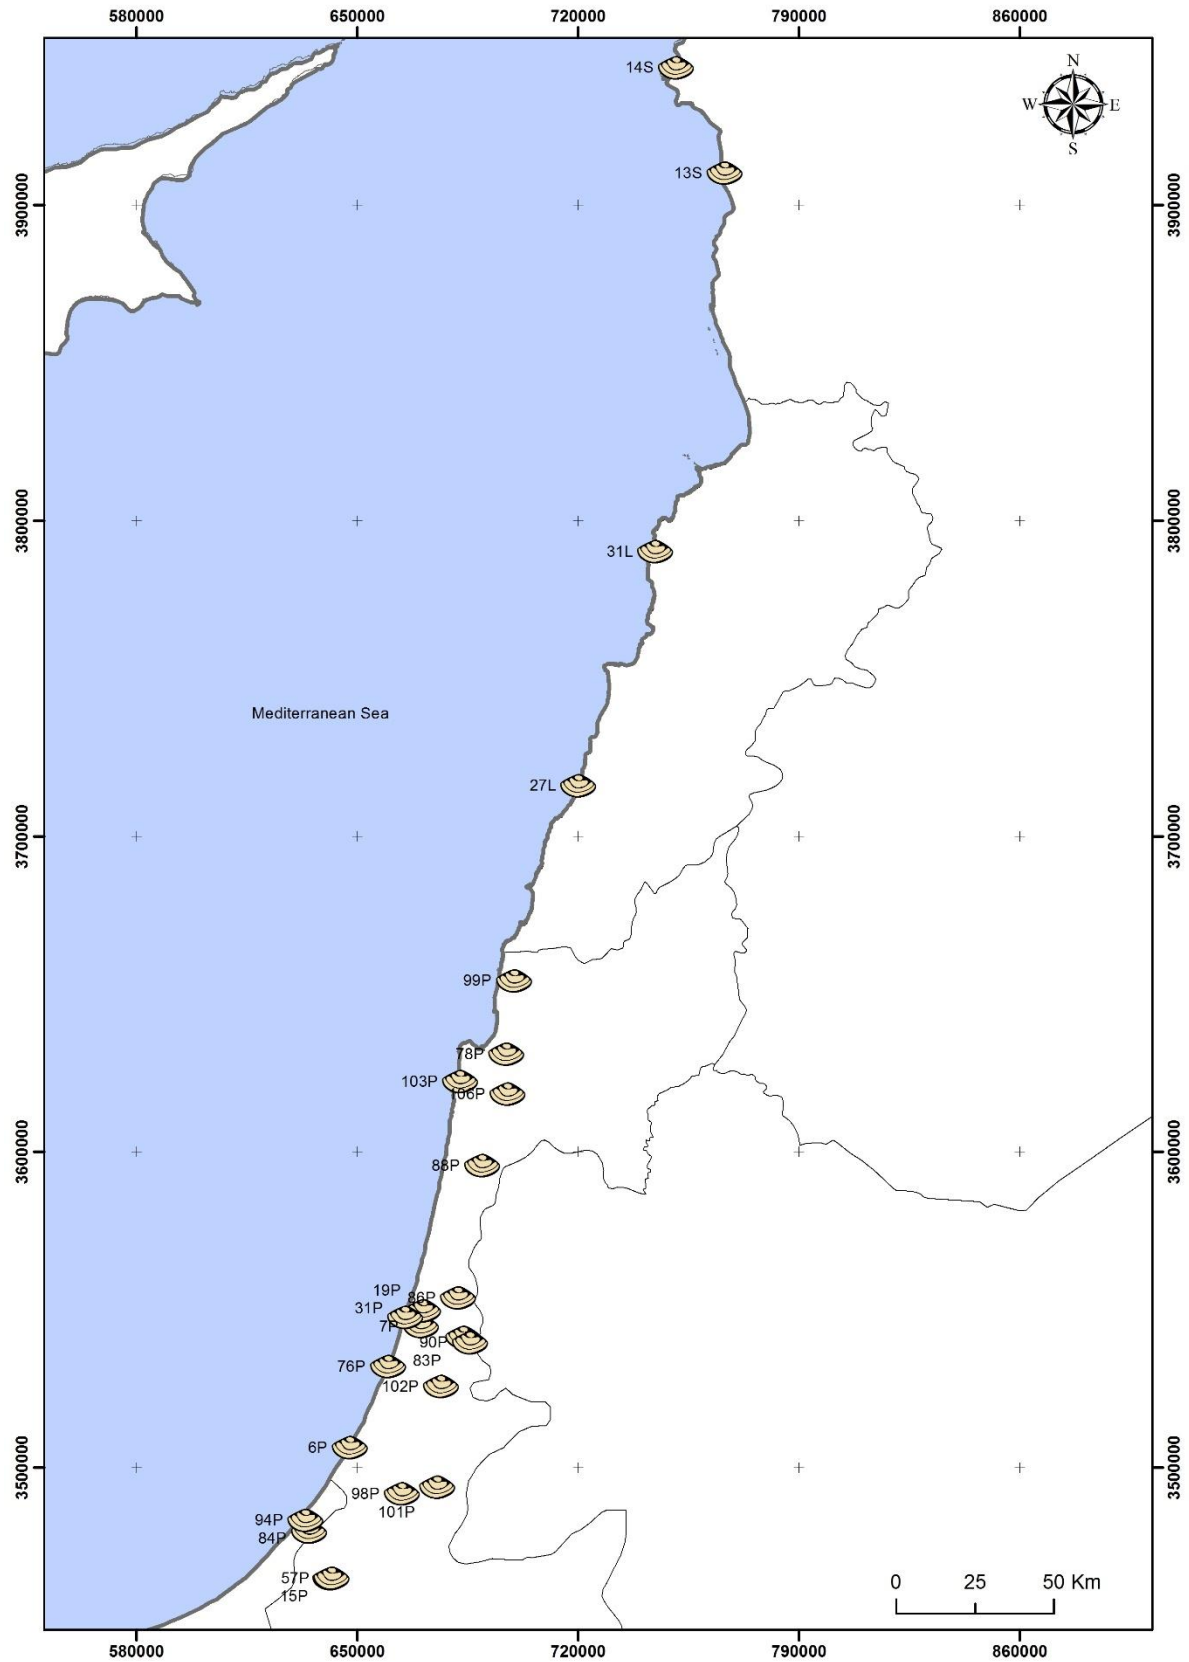 580000 650000 720000 790000 860000
14S
N
W E
S
13S
3900000 3900000
3800000 3800000
31L
Mediterranean Sea
27L
3700000 3700000
99P
78P
103P
106P
3600000 3600000
88P
19P
86P
31P
7P
90P
83P
76P
102P
6P
3500000 3500000
98P
101P
94P
84P
57P
15P
0 25 50 Km
580000 650000 720000 790000 860000